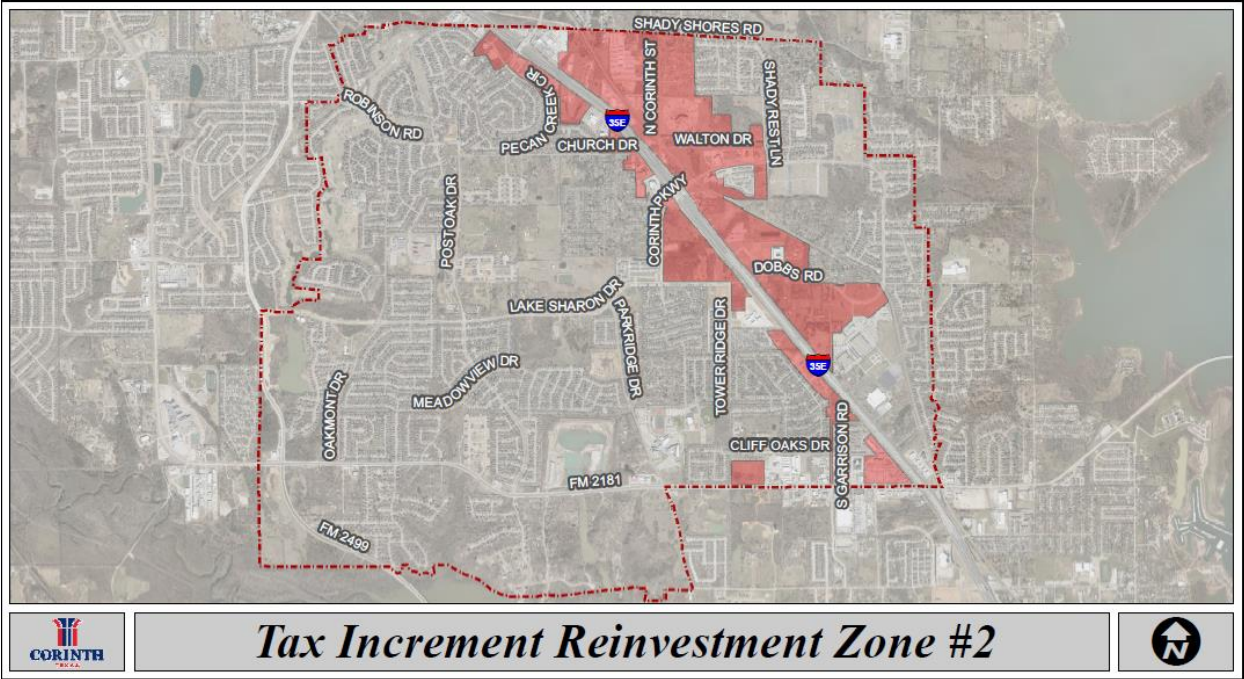 SHADY SHORES RD
N CORINTH ST
SHADY REST LN
PECAN CREEK CIR
ROBINSON RD
35E
CHURCH DR
WALTON DR
POST OAK DR
CORINTH PKWY
DOBBS RD
LAKE SHARON DR
PARKRIDGE DR
TOWER RIDGE DR
35E
MEADOWVIEW DR
OAKMONT DR
CLIFF OAKS DR
S GARRISON RD
FM 2181
FM 2499
CORINTH
TEXAS
Tax Increment Reinvestment Zone #2
N